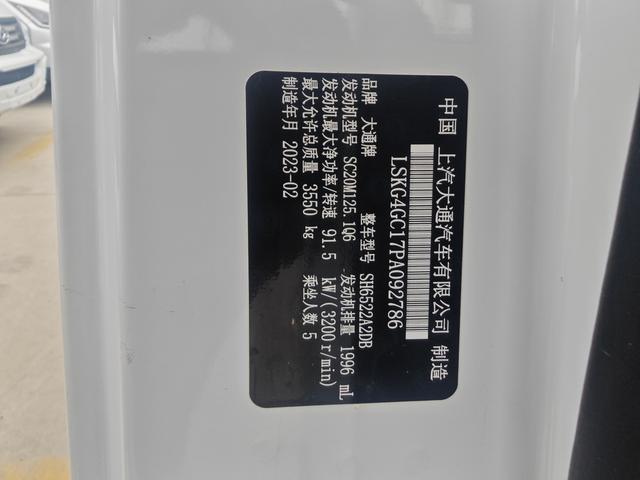 中国 上汽大通汽车有限公司 制造
LSKG4GC17PA092786
品牌 大通牌 整车型号 SH6522A2DB
发动机型号 SC20M125.1Q6 发动机排量 1996 mL
发动机最大净功率/转速 91.5 kW/(3200r/min)
最大允许总质量 3550 kg 乘坐人数 5
制造年月 2023-02